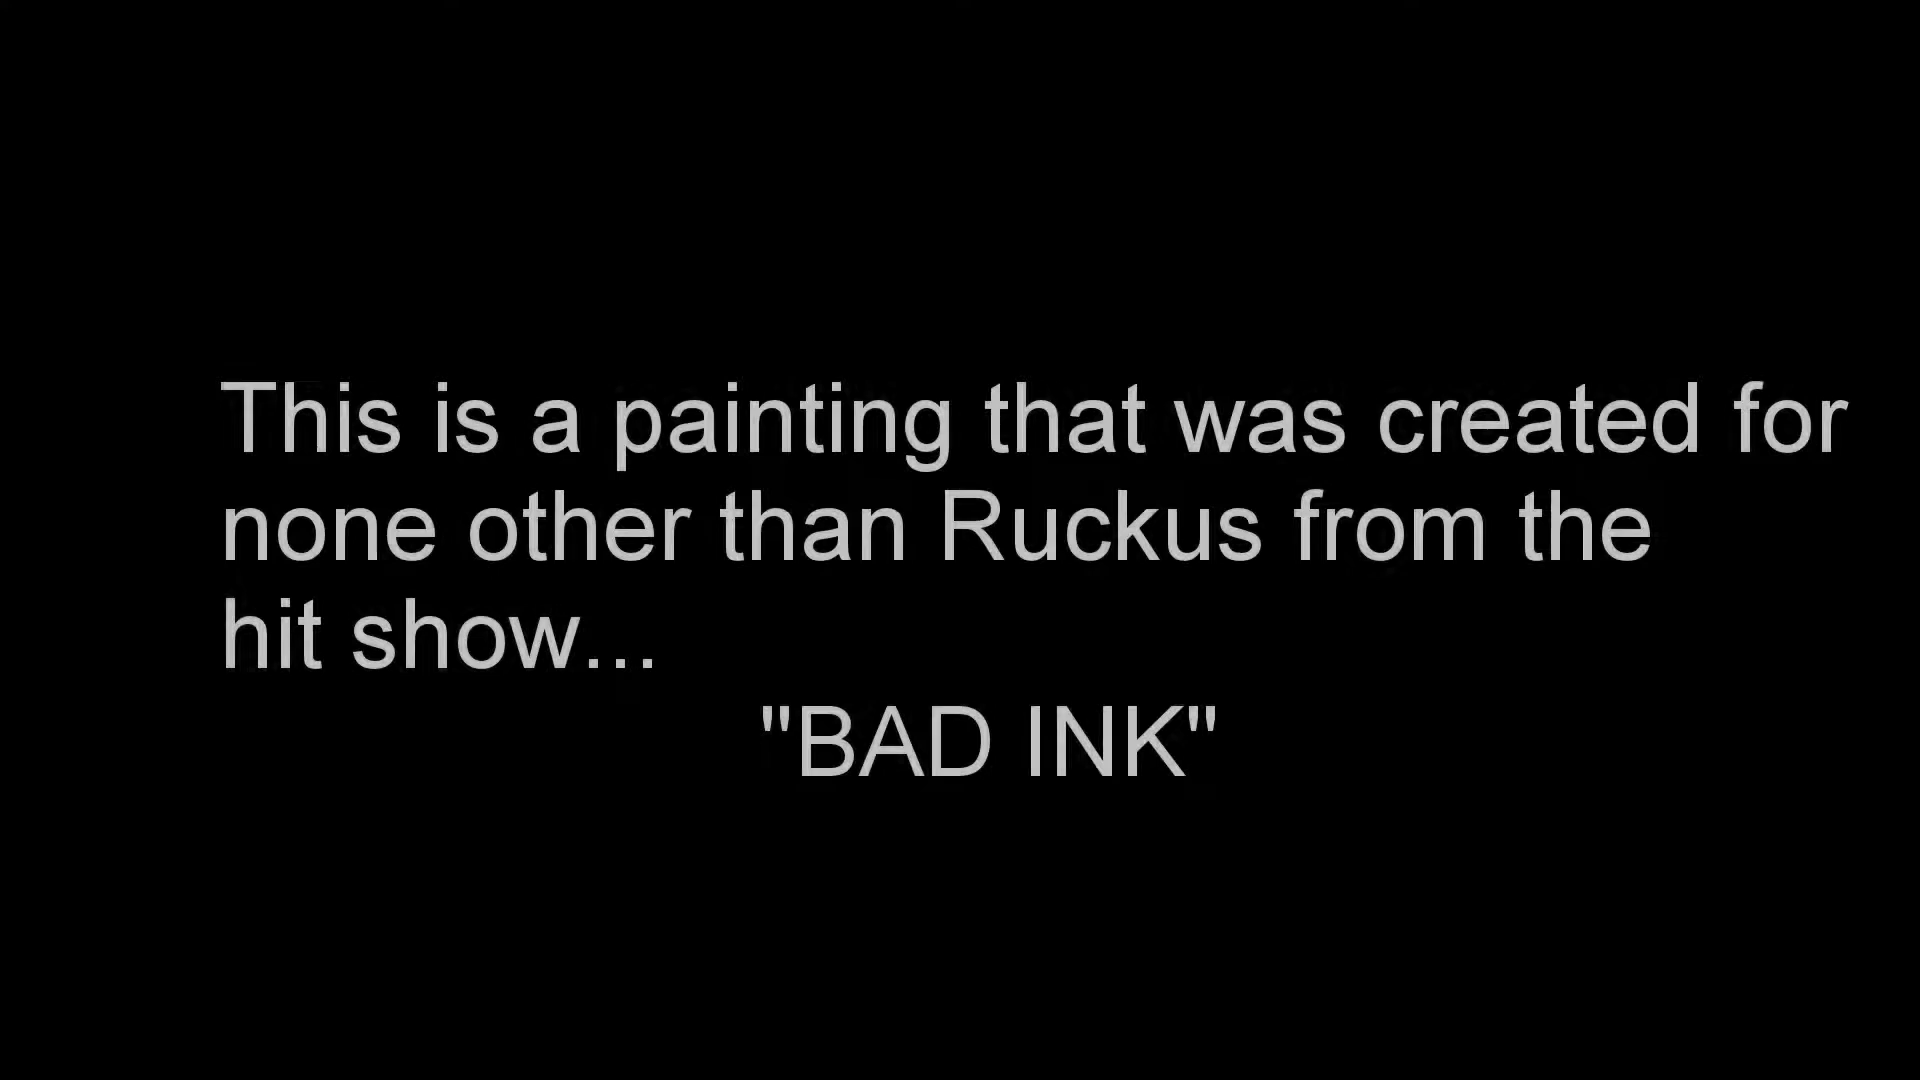 This is a painting that was created for
none other than Ruckus from the
hit show...
"BAD INK"